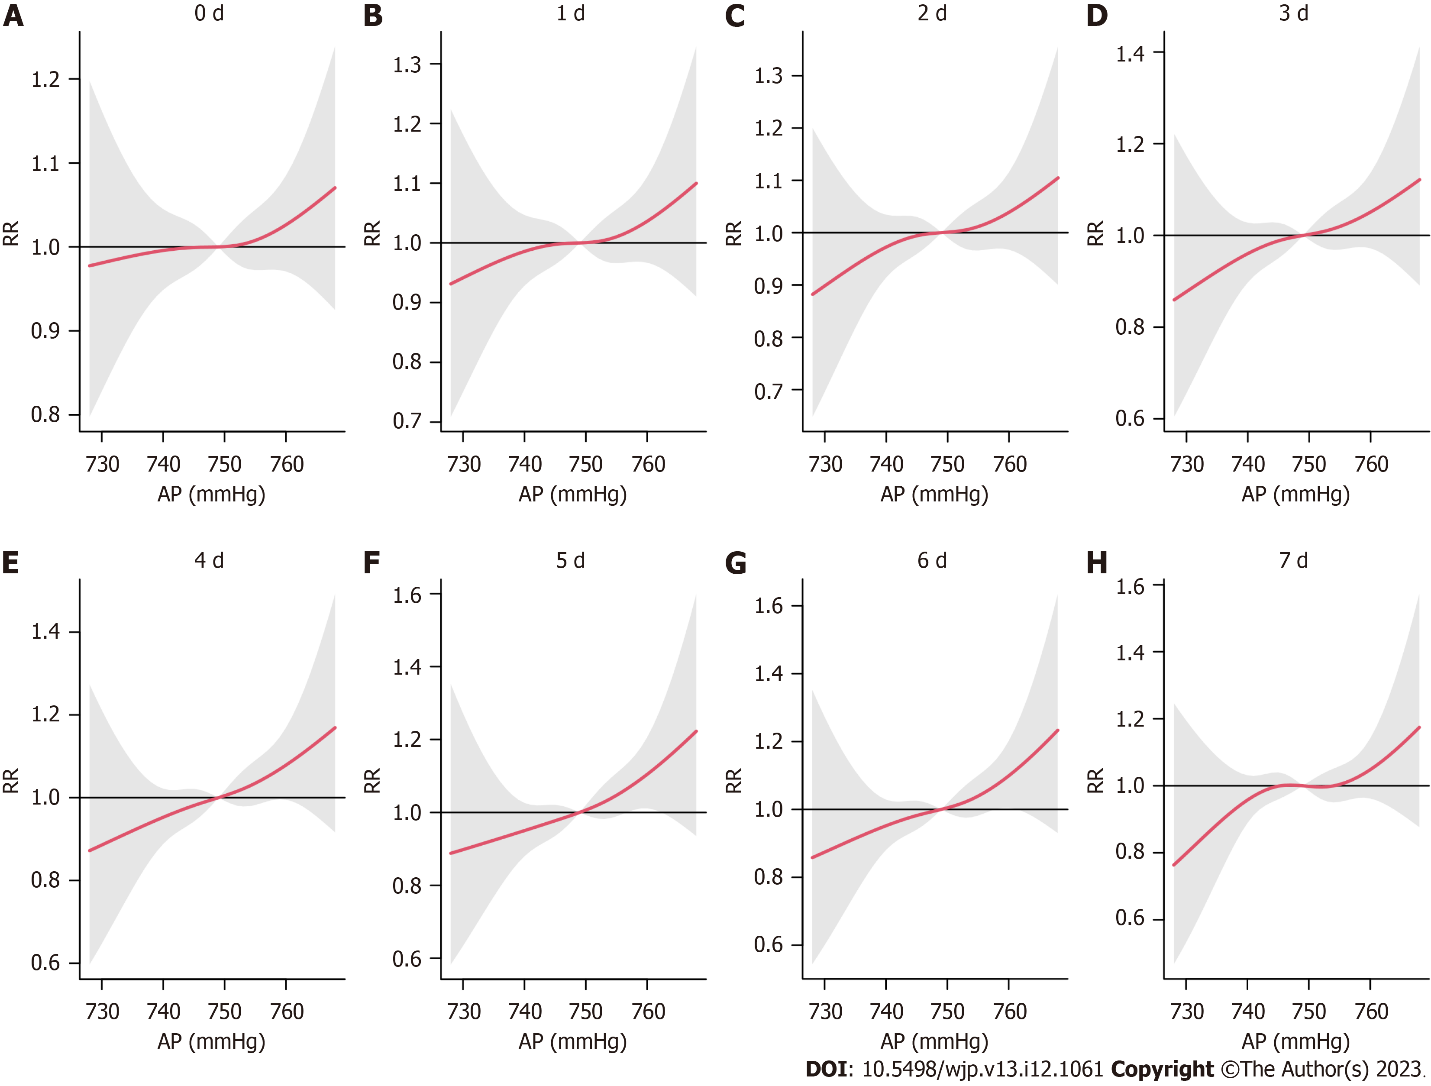 A 0 d
1.2
1.1
1.0
0.9
0.8
RR
730 740 750 760
AP (mmHg)
B 1 d
1.3
1.2
1.1
1.0
0.9
0.8
0.7
RR
730 740 750 760
AP (mmHg)
C 2 d
1.3
1.2
1.1
1.0
0.9
0.8
0.7
RR
730 740 750 760
AP (mmHg)
D 3 d
1.4
1.2
1.0
0.8
0.6
RR
730 740 750 760
AP (mmHg)
E 4 d
1.4
1.2
1.0
0.8
0.6
RR
730 740 750 760
AP (mmHg)
F 5 d
1.6
1.4
1.2
1.0
0.8
0.6
RR
730 740 750 760
AP (mmHg)
G 6 d
1.6
1.4
1.2
1.0
0.8
0.6
RR
730 740 750 760
AP (mmHg)
H 7 d
1.6
1.4
1.2
1.0
0.8
0.6
RR
730 740 750 760
AP (mmHg)
DOI: 10.5498/wjp.v13.i12.1061 Copyright ©The Author(s) 2023.